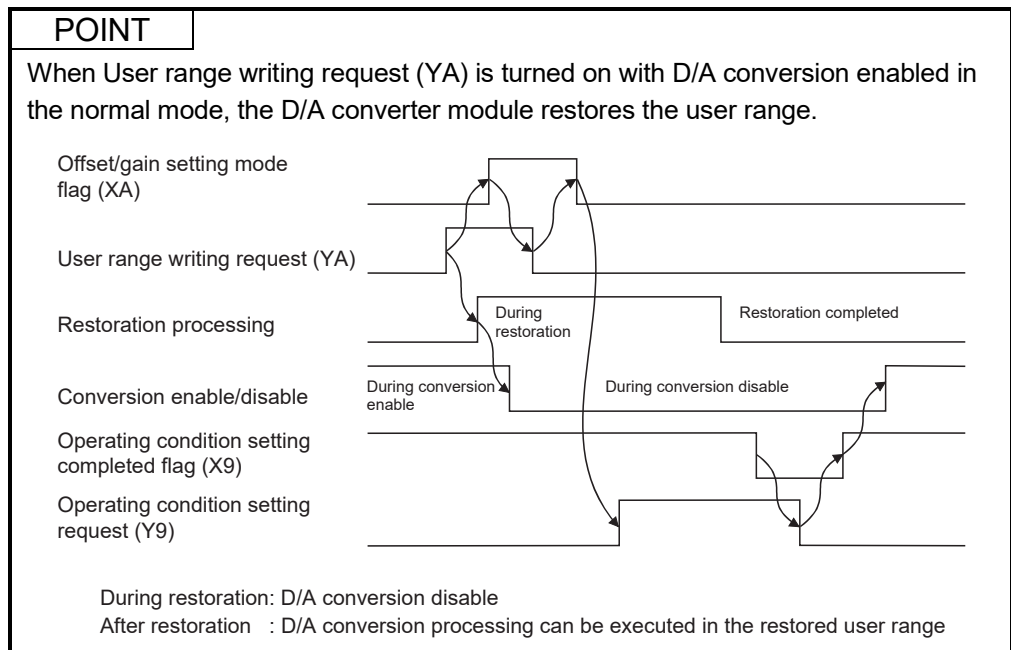 POINT
When User range writing request (YA) is turned on with D/A conversion enabled in
the normal mode, the D/A converter module restores the user range.
Offset/gain setting mode
flag (XA)
User range writing request (YA)
Restoration processing
During
restoration
Restoration completed
Conversion enable/disable
During conversion
enable
During conversion disable
Operating condition setting
completed flag (X9)
Operating condition setting
request (Y9)
During restoration: D/A conversion disable
After restoration : D/A conversion processing can be executed in the restored user range